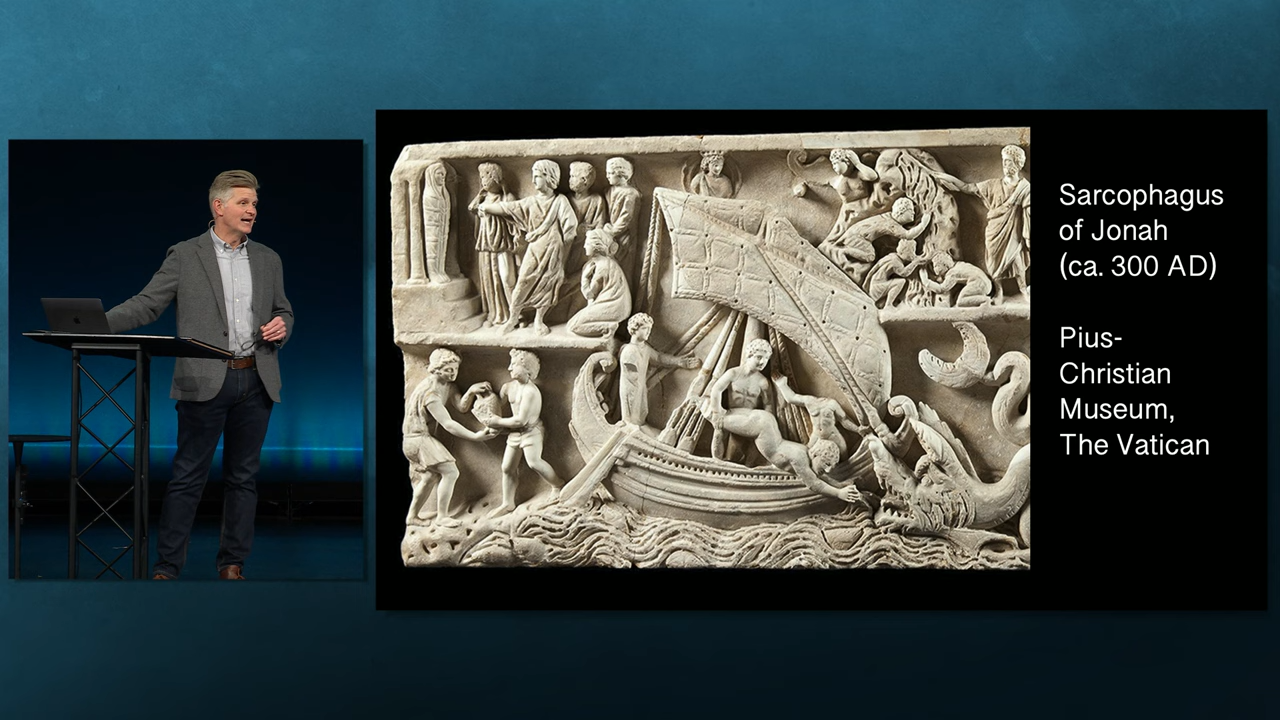 Sarcophagus
of Jonah
(ca. 300 AD)
Pius-
Christian
Museum,
The Vatican